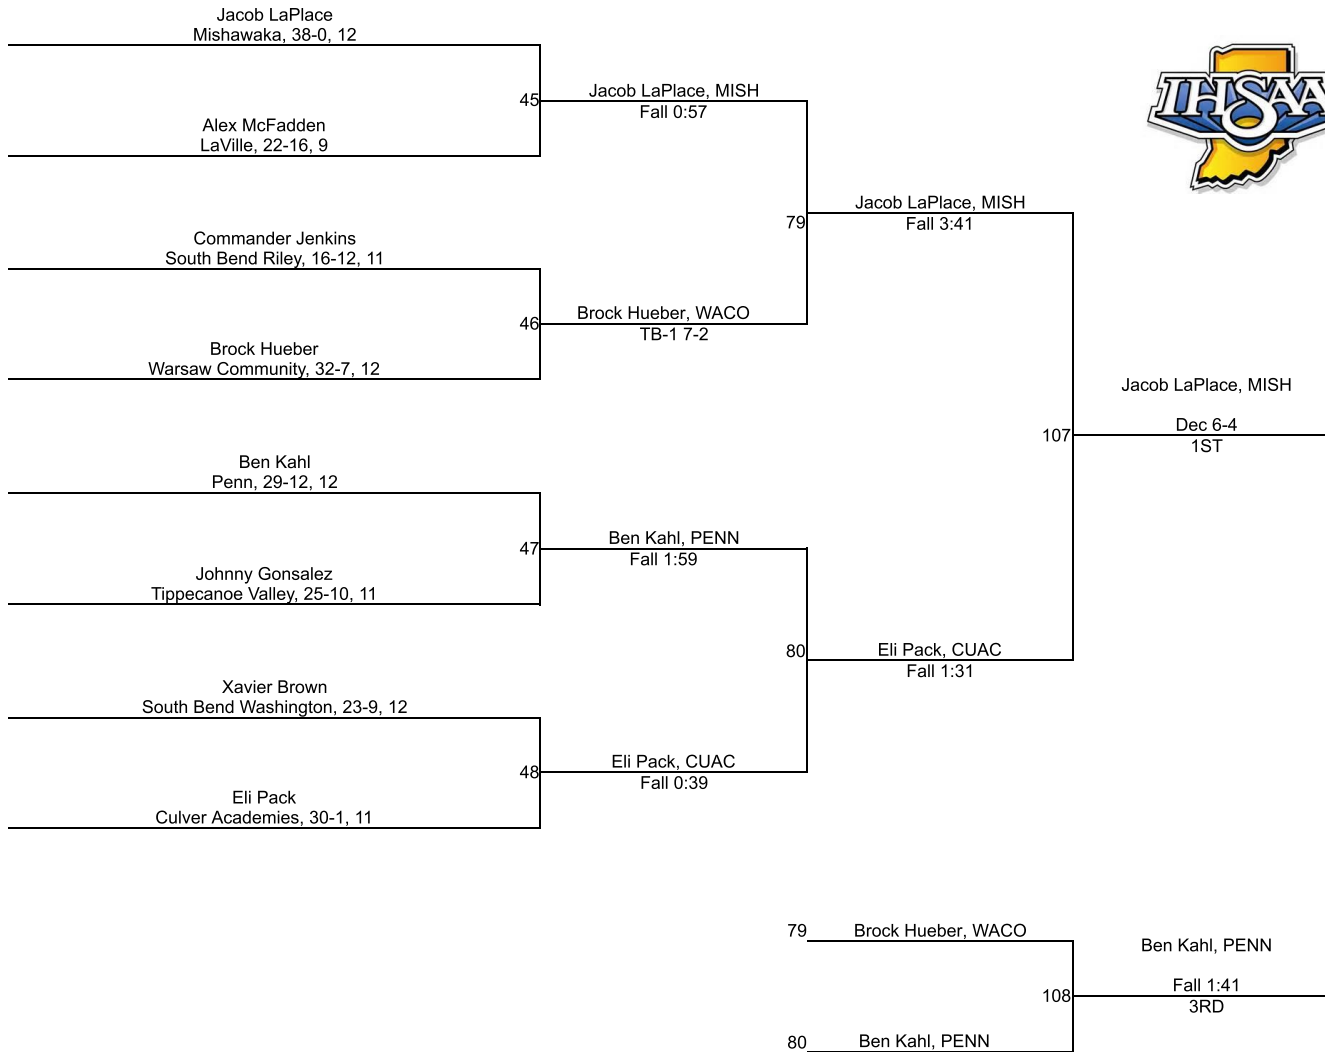 Jacob LaPlace
Mishawaka, 38-0, 12
45
Jacob LaPlace, MISH
Fall 0:57
Alex McFadden
LaVille, 22-16, 9
IHSAA
79
Jacob LaPlace, MISH
Fall 3:41
Commander Jenkins
South Bend Riley, 16-12, 11
46
Brock Hueber, WACO
TB-1 7-2
Brock Hueber
Warsaw Community, 32-7, 12
107
Jacob LaPlace, MISH
Dec 6-4
1ST
Ben Kahl
Penn, 29-12, 12
47
Ben Kahl, PENN
Fall 1:59
Johnny Gonsalez
Tippecanoe Valley, 25-10, 11
80
Eli Pack, CUAC
Fall 1:31
Xavier Brown
South Bend Washington, 23-9, 12
48
Eli Pack, CUAC
Fall 0:39
Eli Pack
Culver Academies, 30-1, 11
79
Brock Hueber, WACO
108
Ben Kahl, PENN
Fall 1:41
3RD
80
Ben Kahl, PENN